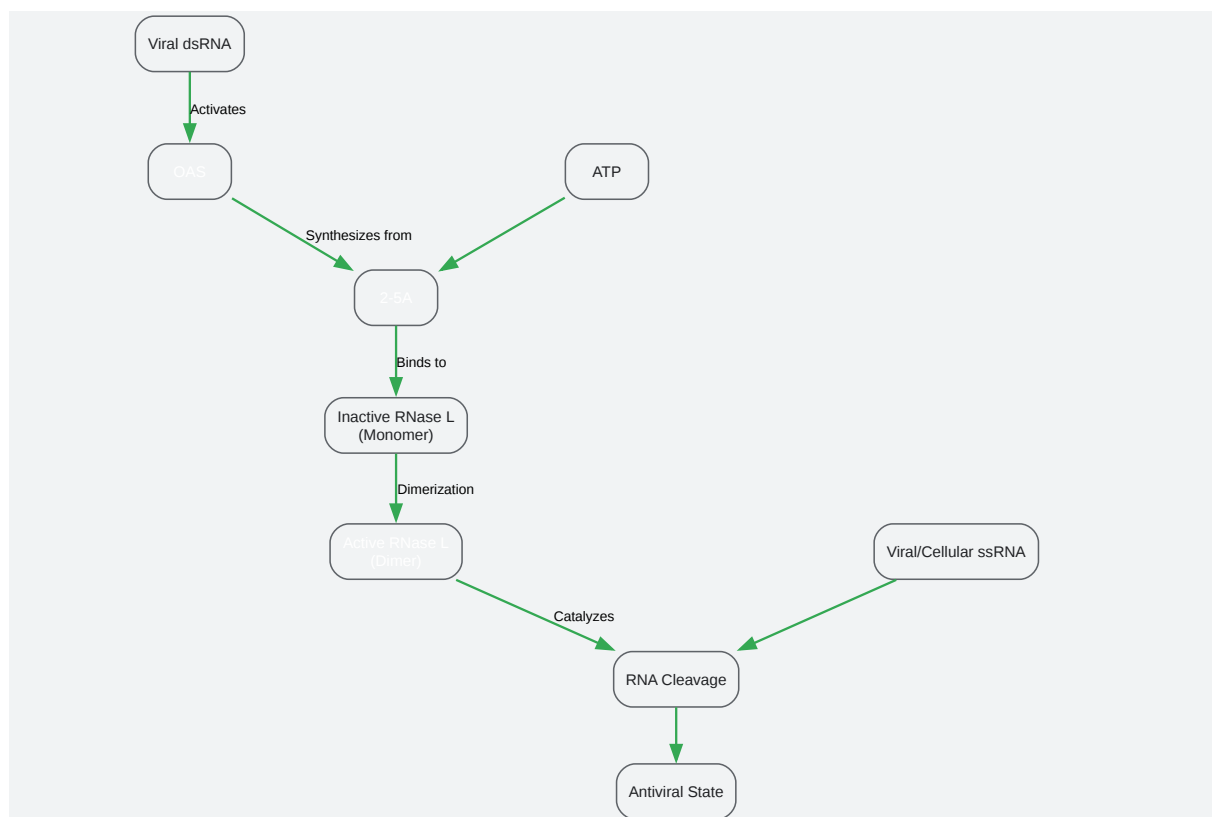 Viral dsRNA
Activates
OAS
ATP
Synthesizes from
2-5A
Binds to
Inactive RNase L
(Monomer)
Dimerization
Active RNase L
(Dimer)
Viral/Cellular ssRNA
Catalyzes
RNA Cleavage
Antiviral State